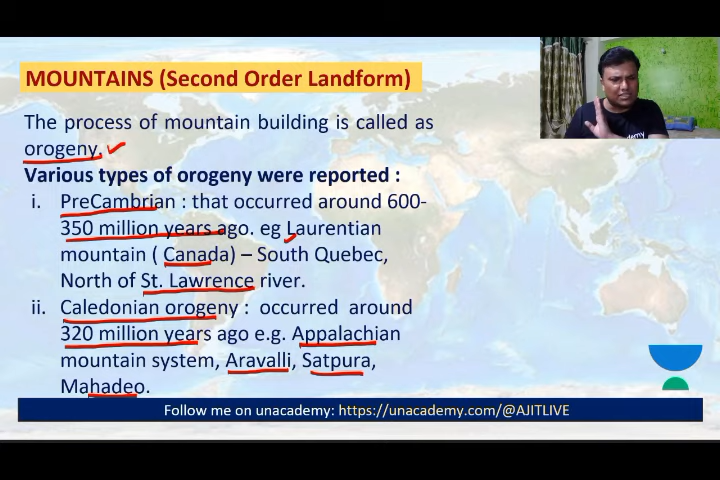 MOUNTAINS (Second Order Landform)
The process of mountain building is called as
orogeny.
Various types of orogeny were reported :
i. PreCambrian : that occurred around 600-
350 million years ago. eg Laurentian
mountain ( Canada) – South Quebec,
North of St. Lawrence river.
ii. Caledonian orogeny : occurred around
320 million years ago e.g. Appalachian
mountain system, Aravalli, Satpura,
Mahadeo.
Follow me on unacademy: https://unacademy.com/@AJITLIVE